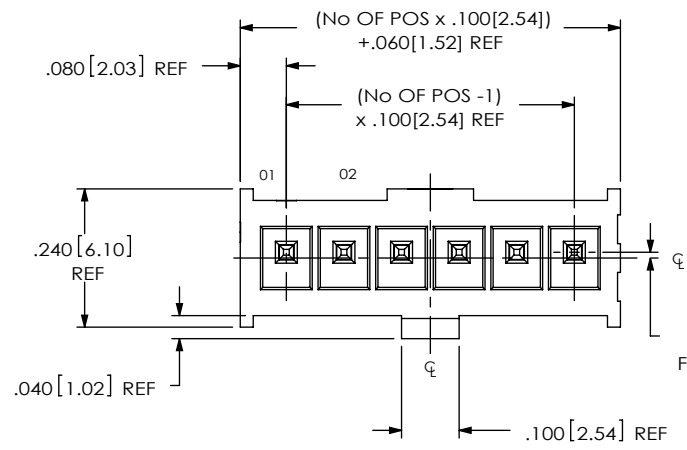 (No OF POS x .100[2.54])
+.060[1.52] REF
.080[2.03] REF
(No OF POS -1)
x .100[2.54] REF
01
02
.240[6.10]
REF
℄
F
℄
.040[1.02] REF
.100[2.54] REF